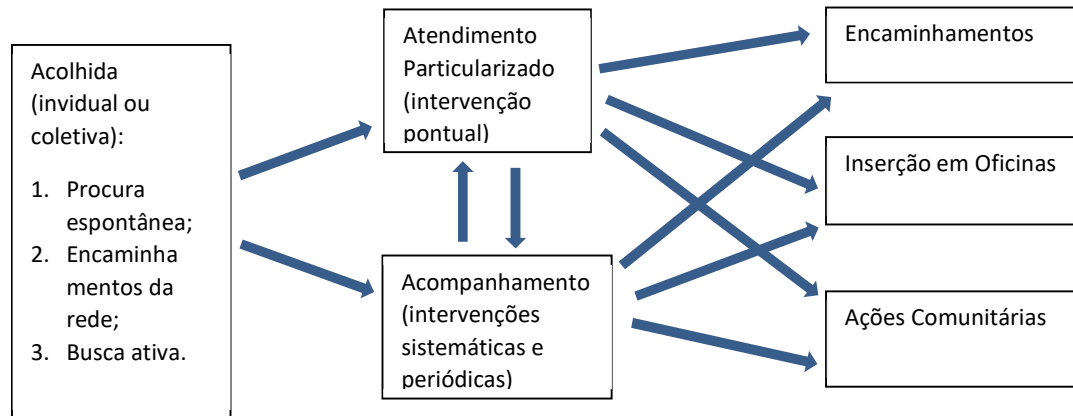 Acolhida
(invidual ou
coletiva):
1. Procura
espontânea;
2. Encaminha
mentos da
rede;
3. Busca ativa.
Atendimento
Particularizado
(intervenção
pontual)
Acompanhamento
(intervenções
sistemáticas e
periódicas)
Encaminhamentos
Inserção em Oficinas
Ações Comunitárias